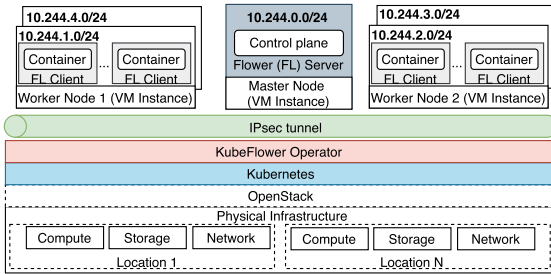 10.244.4.0/24
10.244.1.0/24
Container ... Container
FL Client FL Client
Worker Node 1 (VM Instance)
10.244.0.0/24
Control plane
Flower (FL) Server
Master Node
(VM Instance)
10.244.3.0/24
10.244.2.0/24
Container ... Container
FL Client FL Client
Worker Node 2 (VM Instance)
IPsec tunnel
KubeFlower Operator
Kubernetes
OpenStack
Physical Infrastructure
Compute Storage Network
Location 1
Compute Storage Network
Location N